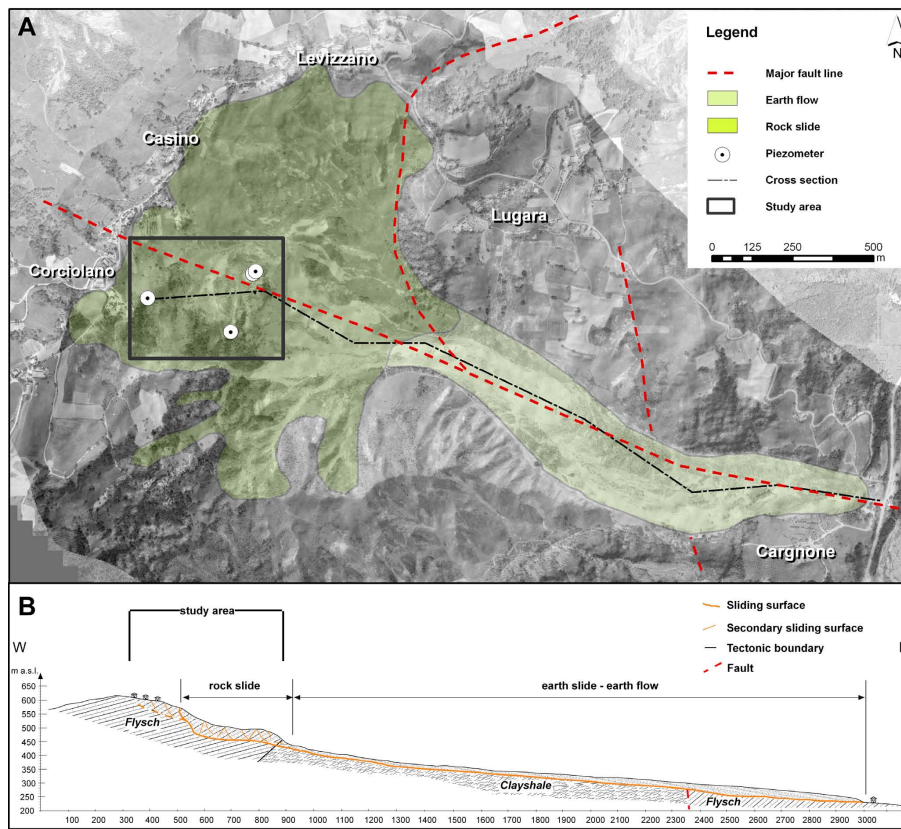 A
Levizzano
Casino
Corciolano
Lugara
Cargnone
Legend
N
Major fault line
Earth flow
Rock slide
Piezometer
Cross section
Study area
0 125 250 500
m
B
study area
Sliding surface
Secondary sliding surface
Tectonic boundary
Fault
W
m a.s.l.
rock slide
earth slide - earth flow
650
600
550
500
450
400
350
300
250
200
Flysch
Clayshale
Flysch
100 200 300 400 500 600 700 800 900 1000 1100 1200 1300 1400 1500 1600 1700 1800 1900 2000 2100 2200 2300 2400 2500 2600 2700 2800 2900 3000